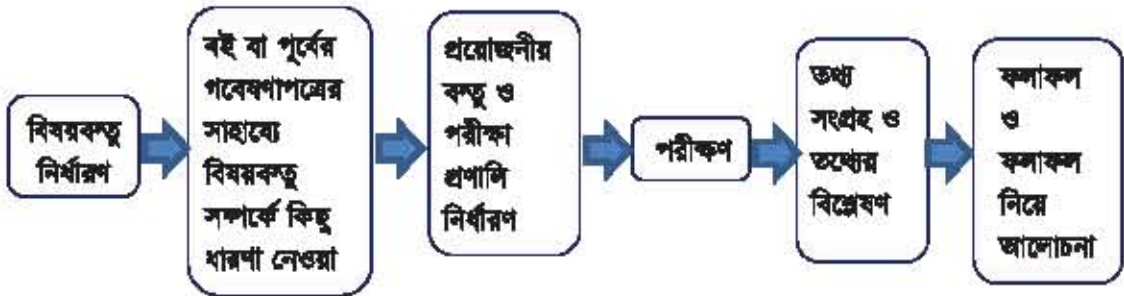 বিষয়বস্তু
নির্ধারণ
বই বা পূর্বের
গবেষণাপত্রের
সাহায্যে
বিষয়বস্তু
সম্পর্কে কিছু
ধারণা নেওয়া
প্রয়োজনীয়
বস্তু ও
পরীক্ষা
প্রণালি
নির্ধারণ
পরীক্ষণ
তথ্য
সংগ্রহ ও
তথ্যের
বিশ্লেষণ
ফলাফল
ও
ফলাফল
নিয়ে
আলোচনা